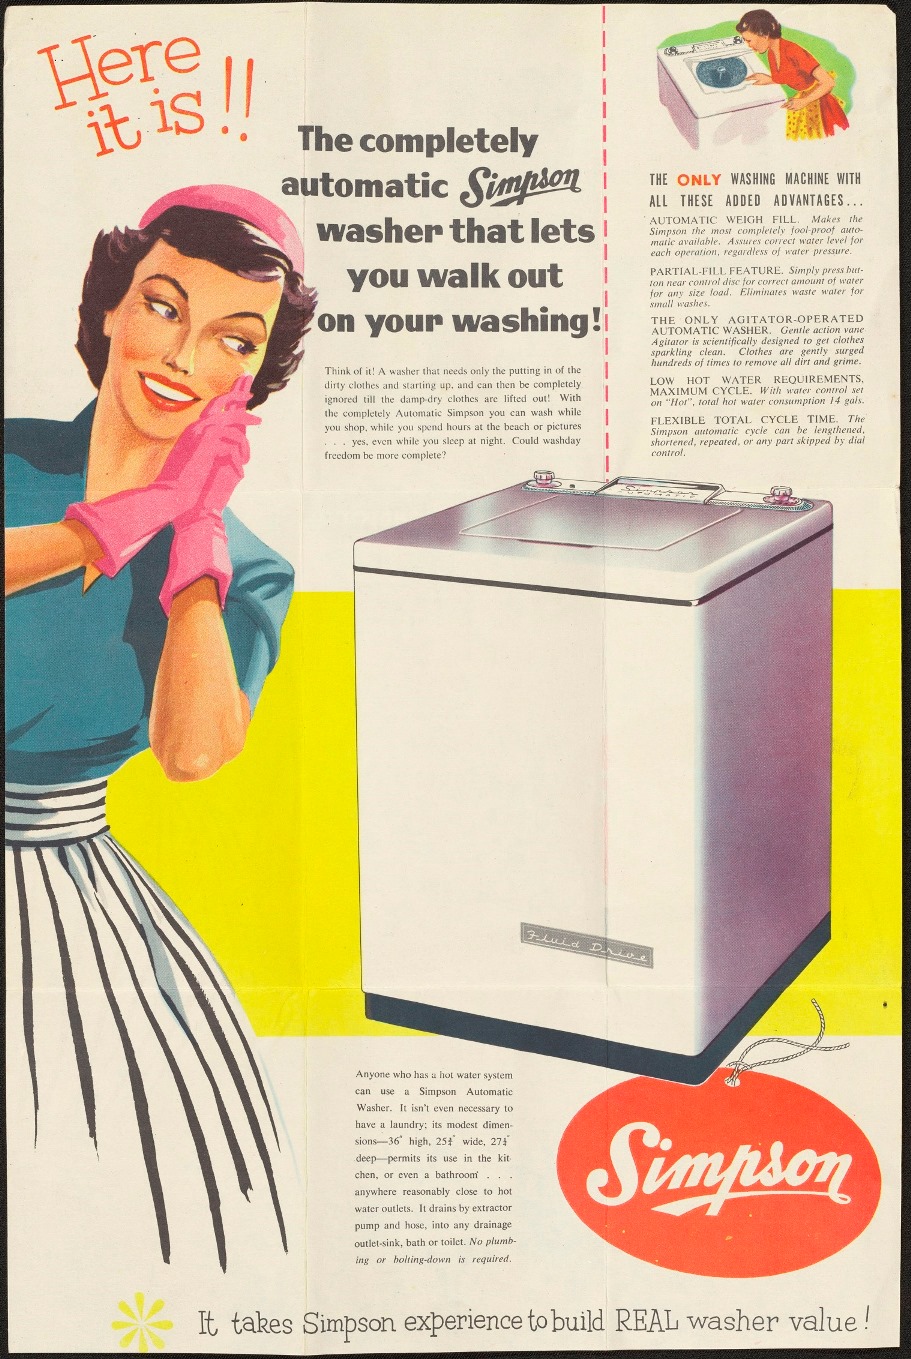 Here
it is!!
The completely
automatic Simpson
washer that lets
you walk out
on your washing!
Think of it! A washer that needs only the putting in of the
dirty clothes and starting up, and can then be completely
ignored till the damp-dry clothes are lifted out! With
the completely Automatic Simpson you can wash while
you shop, while you spend hours at the beach or pictures
. . . yes, even while you sleep at night. Could washday
freedom be more complete?
THE ONLY WASHING MACHINE WITH
ALL THESE ADDED ADVANTAGES...
AUTOMATIC WEIGH FILL. Makes the
Simpson the most completely fool-proof auto-
matic available. Assures correct water level for
each operation, regardless of water pressure.
PARTIAL-FILL FEATURE. Simply press but-
ton near control disc for correct amount of water
for any size load. Eliminates waste water for
small washes.
THE ONLY AGITATOR-OPERATED
AUTOMATIC WASHER. Gentle action vane
Agitator is scientifically designed to get clothes
sparkling clean. Clothes are gently surged
hundreds of times to remove all dirt and grime.
LOW HOT WATER REQUIREMENTS,
MAXIMUM CYCLE. With water control set
on "Hot", total hot water consumption 14 gals.
FLEXIBLE TOTAL CYCLE TIME. The
Simpson automatic cycle can be lengthened,
shortened, repeated, or any part skipped by dial
control.
Simpson
Fluid Drive
Anyone who has a hot water system
can use a Simpson Automatic
Washer. It isn't even necessary to
have a laundry; its modest dimen-
sions—36" high, 25¾" wide, 27¾"
deep—permits its use in the kit-
chen, or even a bathroom . . .
anywhere reasonably close to hot
water outlets. It drains by extractor
pump and hose, into any drainage
outlet-sink, bath or toilet. No plumb-
ing or bolting-down is required.
Simpson
It takes Simpson experience to build REAL washer value!